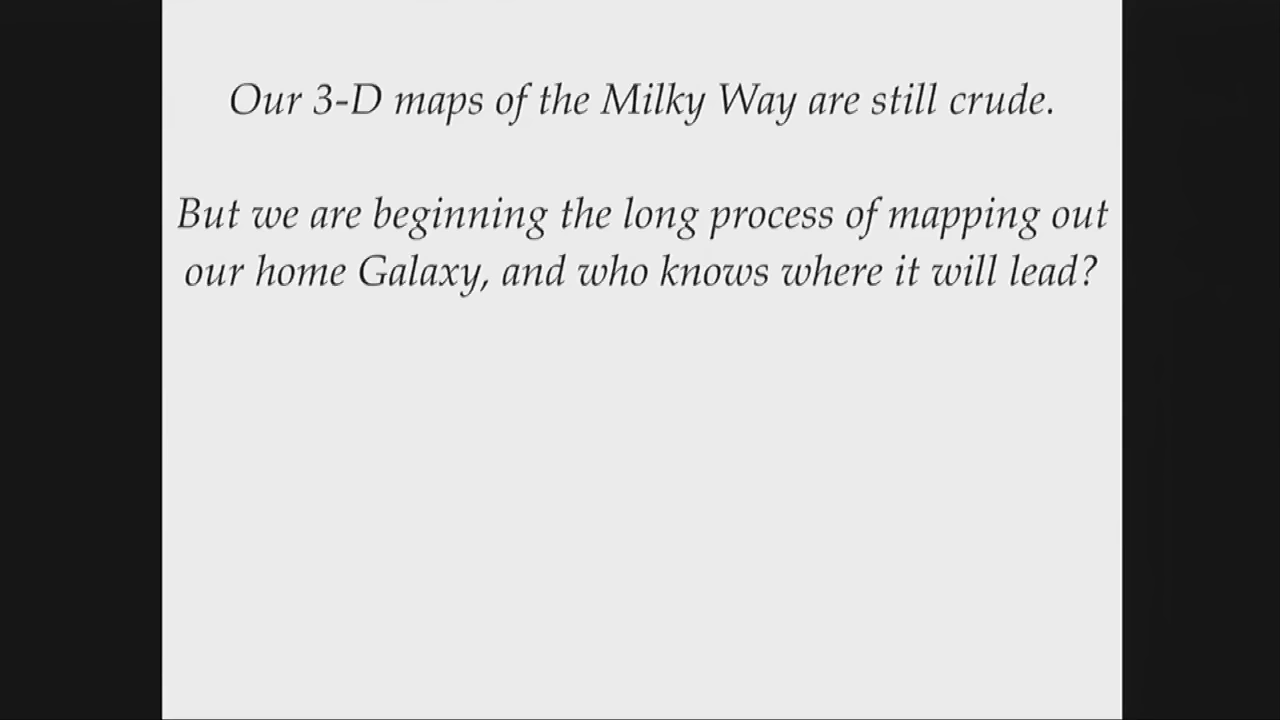 Our 3-D maps of the Milky Way are still crude.
But we are beginning the long process of mapping out
our home Galaxy, and who knows where it will lead?